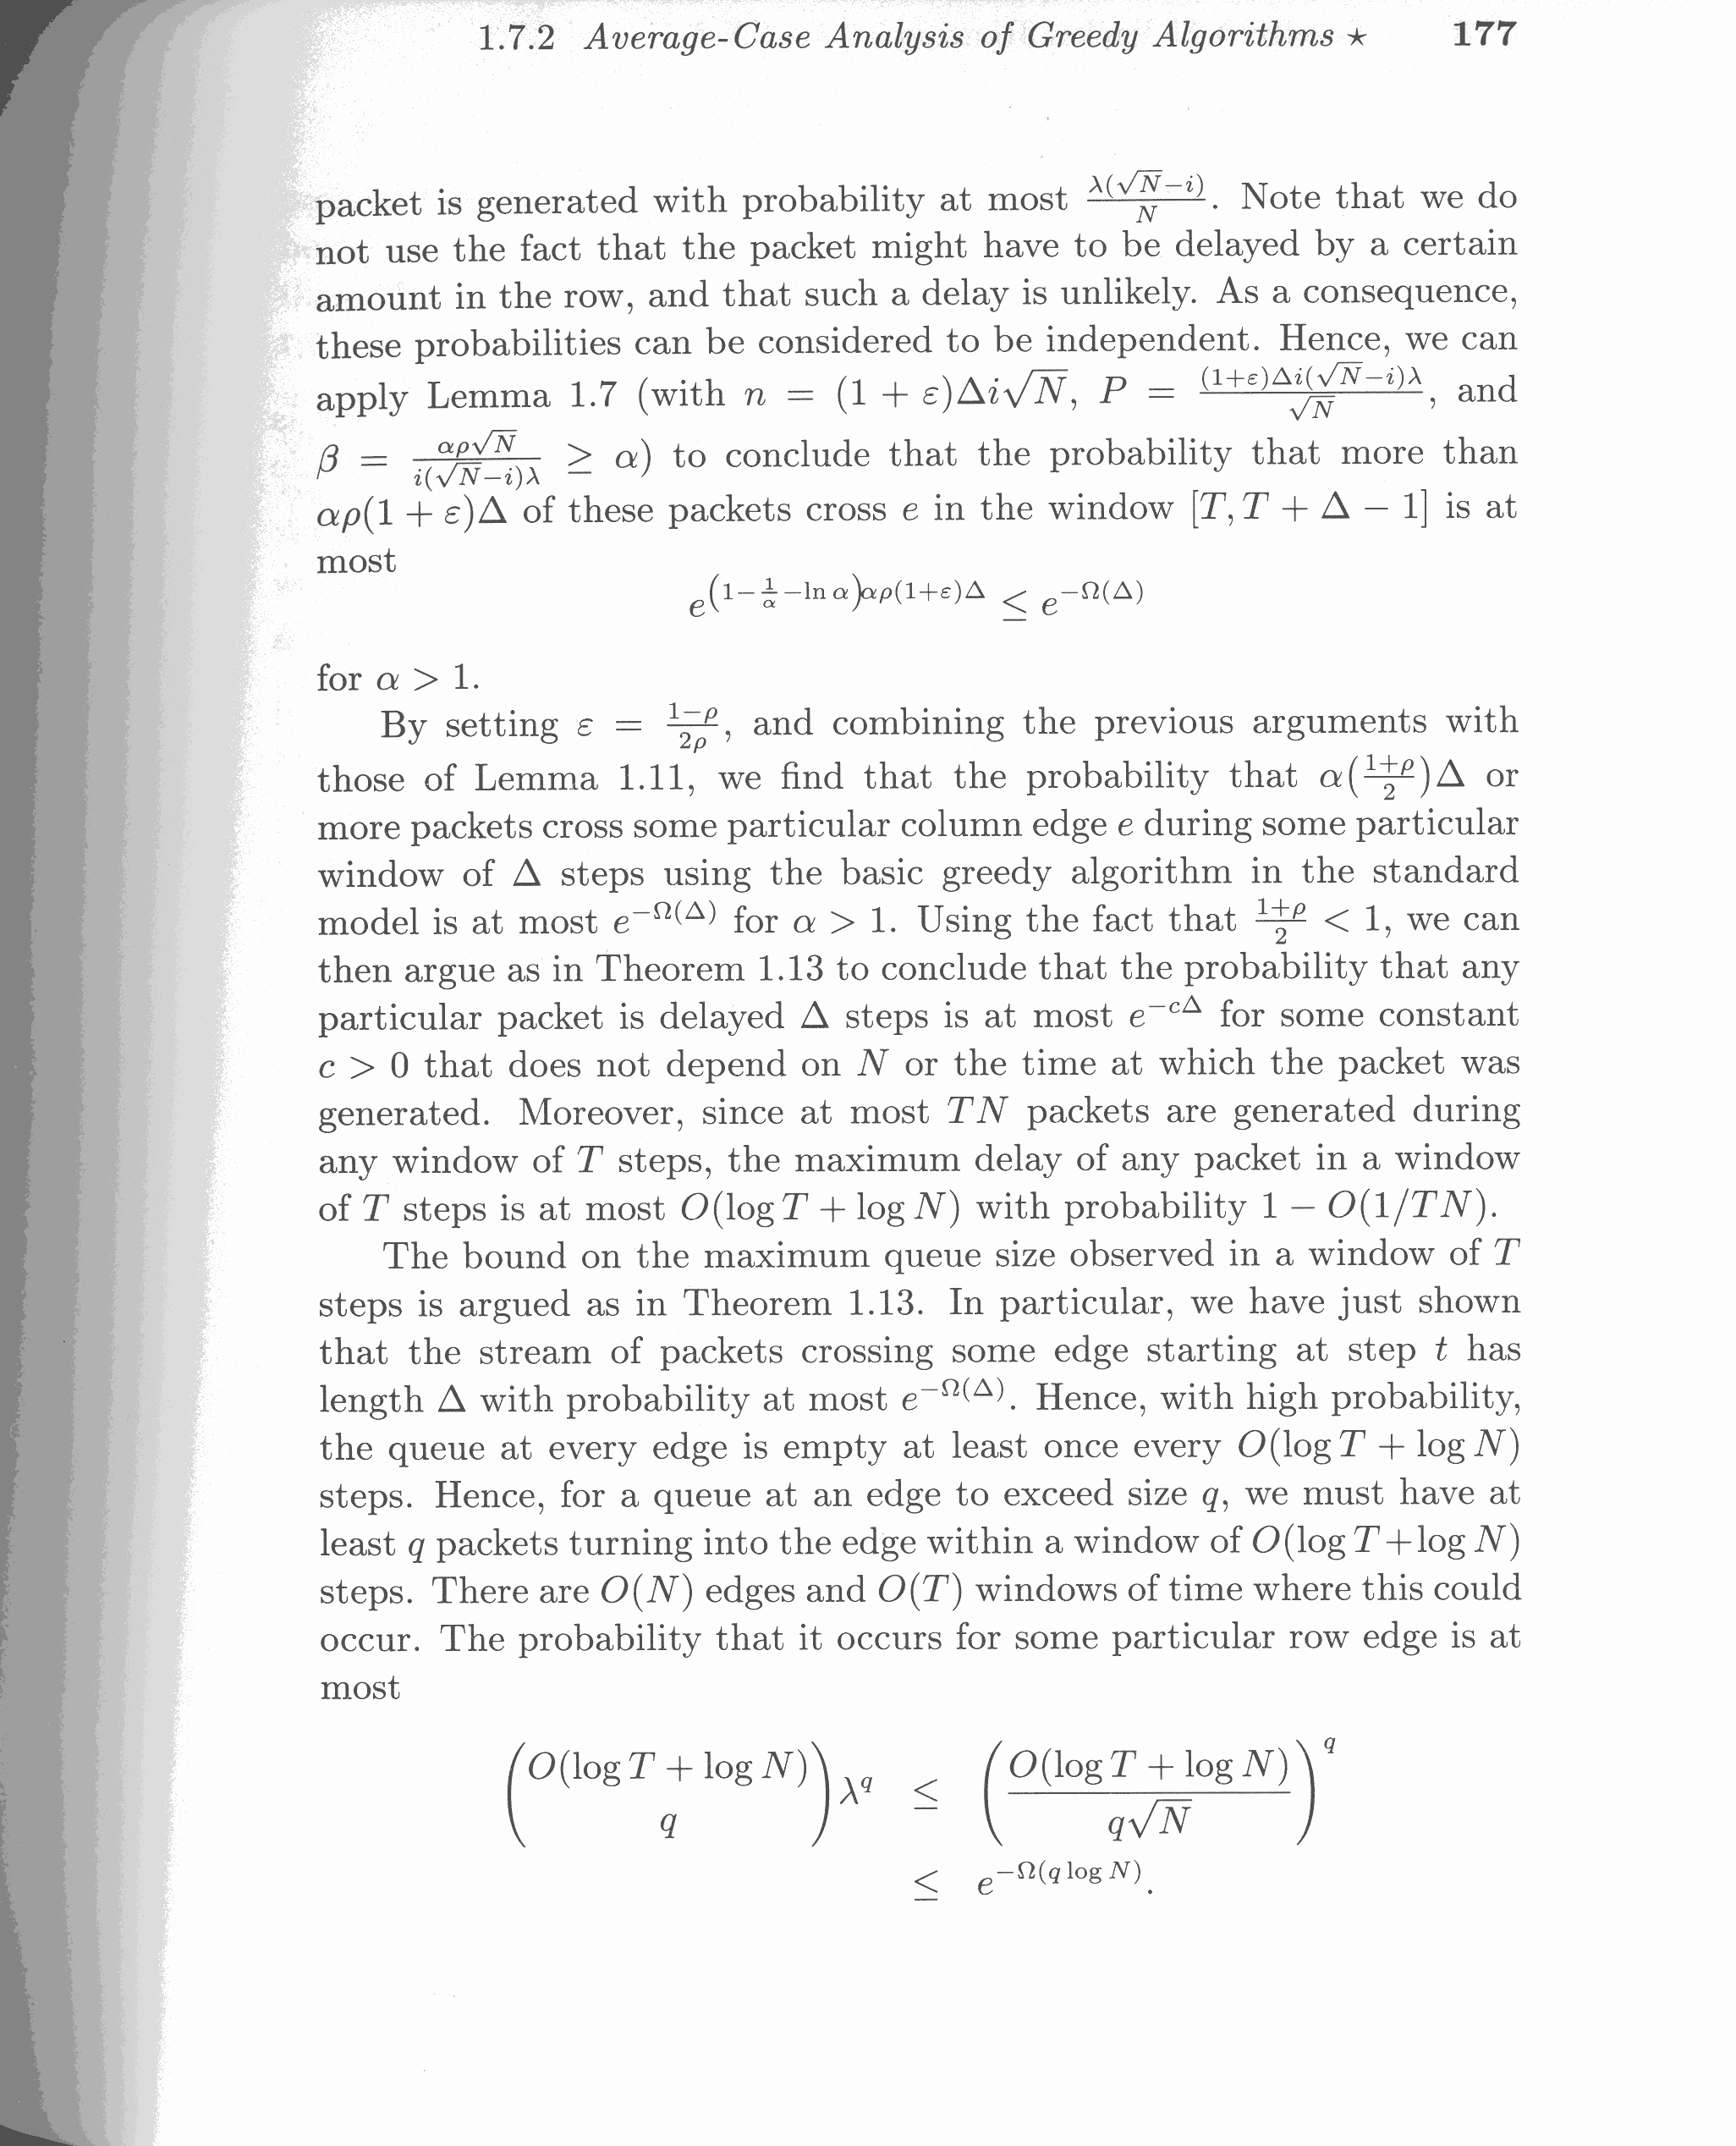 1.7.2 Average-Case Analysis of Greedy Algorithms ⋆ 177
packet is generated with probability at most $\frac{\lambda(\sqrt{N}-i)}{N}$. Note that we do
not use the fact that the packet might have to be delayed by a certain
amount in the row, and that such a delay is unlikely. As a consequence,
these probabilities can be considered to be independent. Hence, we can
apply Lemma 1.7 (with $n = (1 + \varepsilon)\Delta i\sqrt{N}$, $P = \frac{(1+\varepsilon)\Delta i(\sqrt{N}-i)\lambda}{\sqrt{N}}$, and
$\beta = \frac{\alpha\rho\sqrt{N}}{i(\sqrt{N}-i)\lambda} \geq \alpha$) to conclude that the probability that more than
$\alpha\rho(1 + \varepsilon)\Delta$ of these packets cross $e$ in the window $[T, T + \Delta - 1]$ is at
most
$e^{\left(1-\frac{1}{\alpha}-\ln\alpha\right)\alpha\rho(1+\varepsilon)\Delta} \leq e^{-\Omega(\Delta)}$
for $\alpha > 1$.
By setting $\varepsilon = \frac{1-\rho}{2\rho}$, and combining the previous arguments with
those of Lemma 1.11, we find that the probability that $\alpha\left(\frac{1+\rho}{2}\right)\Delta$ or
more packets cross some particular column edge $e$ during some particular
window of $\Delta$ steps using the basic greedy algorithm in the standard
model is at most $e^{-\Omega(\Delta)}$ for $\alpha > 1$. Using the fact that $\frac{1+\rho}{2} < 1$, we can
then argue as in Theorem 1.13 to conclude that the probability that any
particular packet is delayed $\Delta$ steps is at most $e^{-c\Delta}$ for some constant
$c > 0$ that does not depend on $N$ or the time at which the packet was
generated. Moreover, since at most $TN$ packets are generated during
any window of $T$ steps, the maximum delay of any packet in a window
of $T$ steps is at most $O(\log T + \log N)$ with probability $1 - O(1/TN)$.
The bound on the maximum queue size observed in a window of $T$
steps is argued as in Theorem 1.13. In particular, we have just shown
that the stream of packets crossing some edge starting at step $t$ has
length $\Delta$ with probability at most $e^{-\Omega(\Delta)}$. Hence, with high probability,
the queue at every edge is empty at least once every $O(\log T + \log N)$
steps. Hence, for a queue at an edge to exceed size $q$, we must have at
least $q$ packets turning into the edge within a window of $O(\log T + \log N)$
steps. There are $O(N)$ edges and $O(T)$ windows of time where this could
occur. The probability that it occurs for some particular row edge is at
most
$\binom{O(\log T + \log N)}{q}\lambda^q \leq \left(\frac{O(\log T + \log N)}{q\sqrt{N}}\right)^q$
$\leq e^{-\Omega(q \log N)}.$